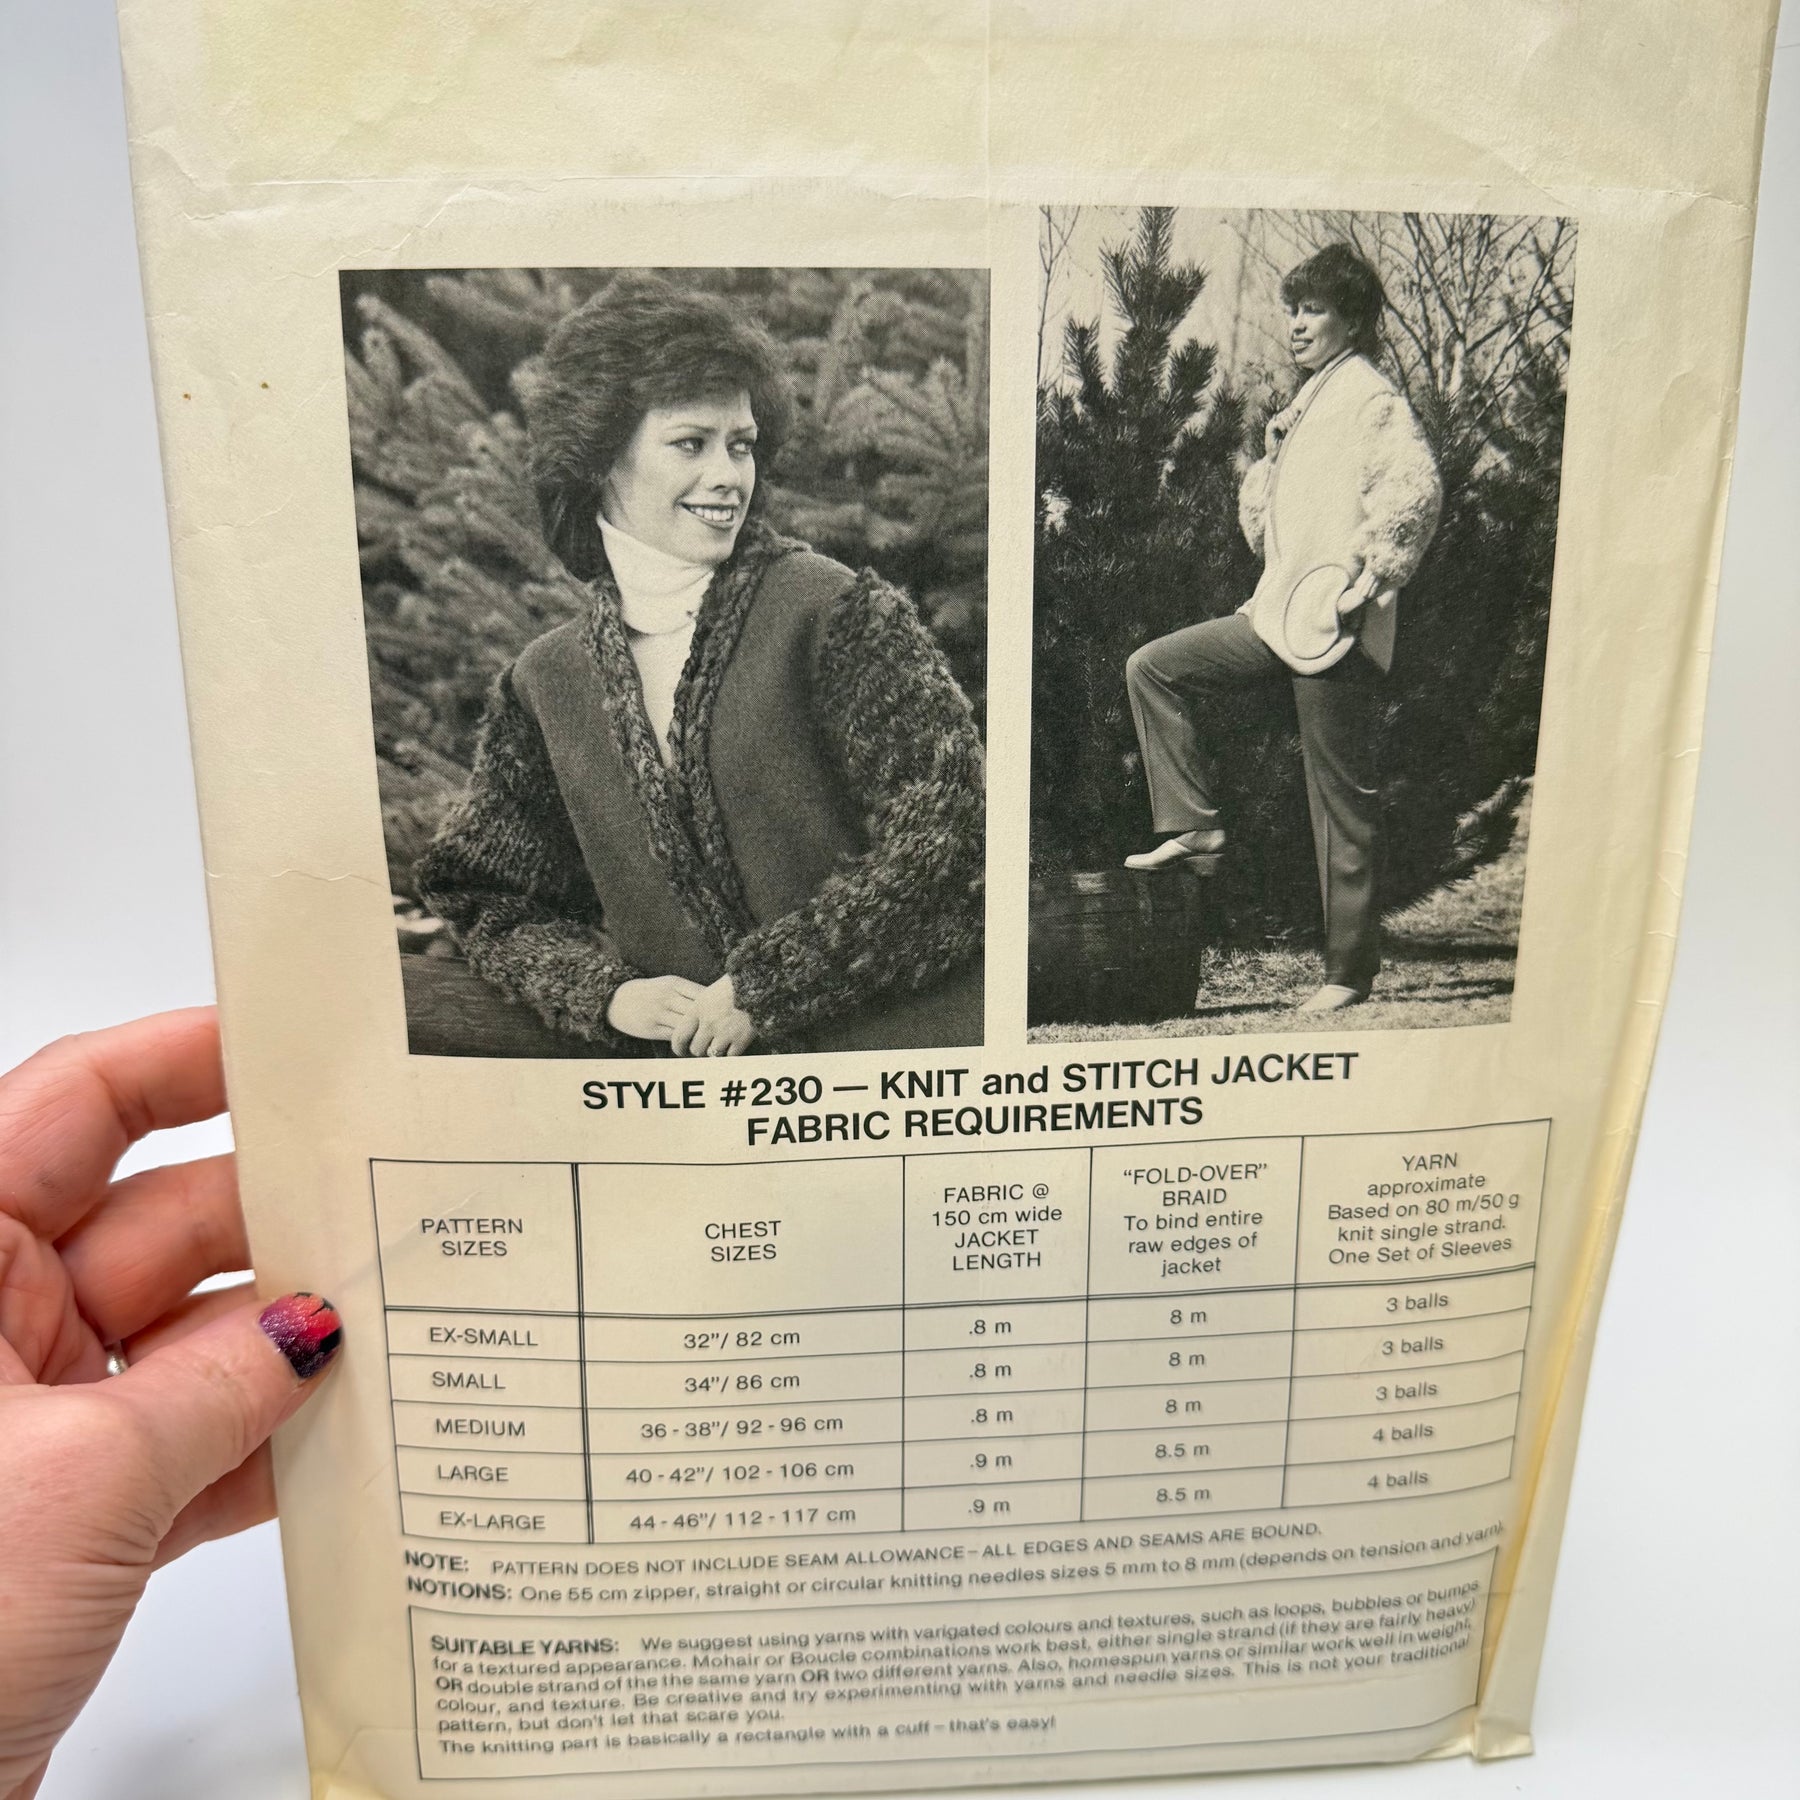 STYLE #230 — KNIT and STITCH JACKET
FABRIC REQUIREMENTS
PATTERN
SIZES
CHEST
SIZES
FABRIC @
150 cm wide
JACKET
LENGTH
“FOLD-OVER”
BRAID
To bind entire
raw edges of
jacket
YARN
approximate
Based on 80 m/50 g
knit single strand.
One Set of Sleeves
EX-SMALL 32”/ 82 cm .8 m 8 m 3 balls
SMALL 34”/ 86 cm .8 m 8 m 3 balls
MEDIUM 36 - 38”/ 92 - 96 cm .8 m 8 m 3 balls
LARGE 40 - 42”/ 102 - 106 cm .9 m 8.5 m 4 balls
EX-LARGE 44 - 46”/ 112 - 117 cm .9 m 8.5 m 4 balls
NOTE: PATTERN DOES NOT INCLUDE SEAM ALLOWANCE – ALL EDGES AND SEAMS ARE BOUND.
NOTIONS: One 55 cm zipper, straight or circular knitting needles sizes 5 mm to 8 mm (depends on tension and yarn).
SUITABLE YARNS: We suggest using yarns with varigated colours and textures, such as loops, bubbles or bumps
for a textured appearance. Mohair or Boucle combinations work best, either single strand (if they are fairly heavy)
OR double strand of the the same yarn OR two different yarns. Also, homespun yarns or similar work well in weight,
colour, and texture. Be creative and try experimenting with yarns and needle sizes. This is not your traditional
pattern, but don't let that scare you.
The knitting part is basically a rectangle with a cuff – that's easy!